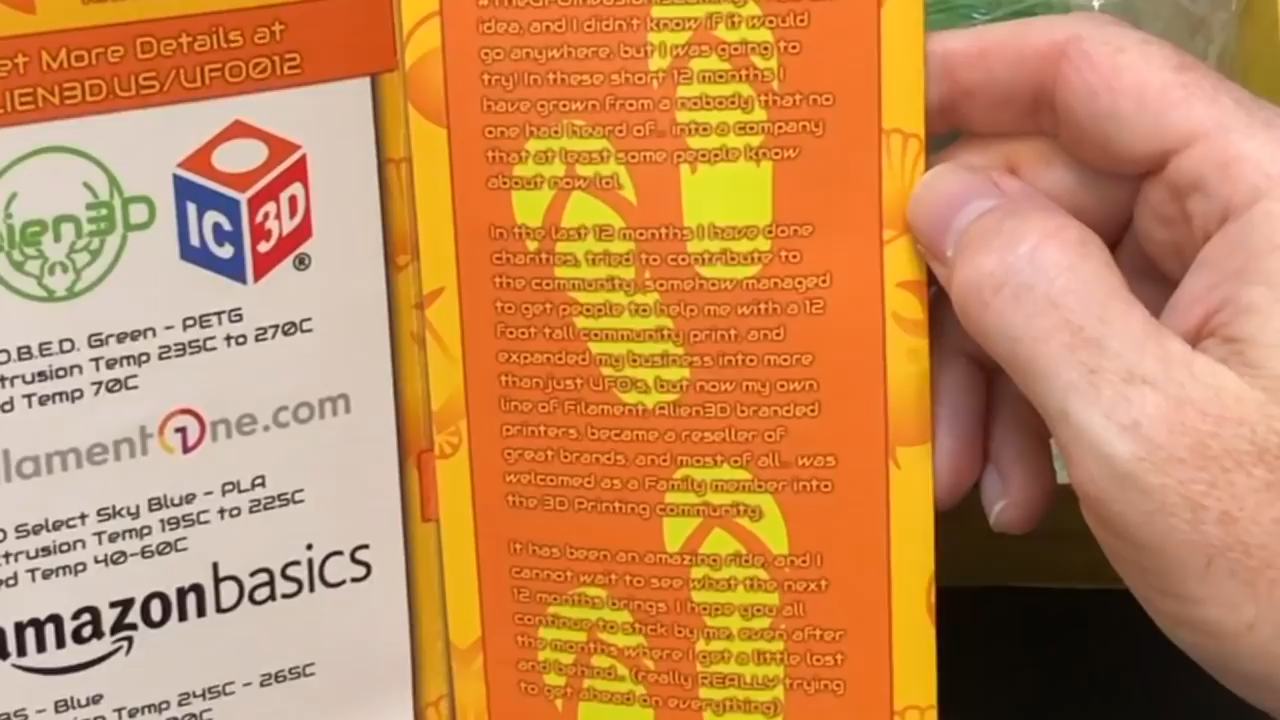 et More Details at
LIEN3D.US/UFO012
ien3D
IC 3D ®
O.B.E.D. Green - PETG
trusion Temp 235C to 270C
d Temp 70C
ilamentOne.com
D Select Sky Blue - PLA
trusion Temp 195C to 225C
ed Temp 40-60C
amazonbasics
BS - Blue
ion Temp 245C - 265C
idea, and I didn't know if it would
go anywhere, but I was going to
try! In these short 12 months I
have grown from a nobody that no
one had heard of... into a company
that at least some people know
about now lol.
In the last 12 months I have done
charities, tried to contribute to
the community, somehow managed
to get people to help me with a 12
foot tall community print, and
expanded my business into more
than just UFO's, but now my own
line of Filament, Alien3D branded
printers, became a reseller of
great brands, and most of all... was
welcomed as a Family member into
the 3D Printing community.
It has been an amazing ride, and I
cannot wait to see what the next
12 months brings. I hope you all
continue to stick by me, even after
the months where I get a little lost
and behind... (really REALLY trying
to get ahead on everything)